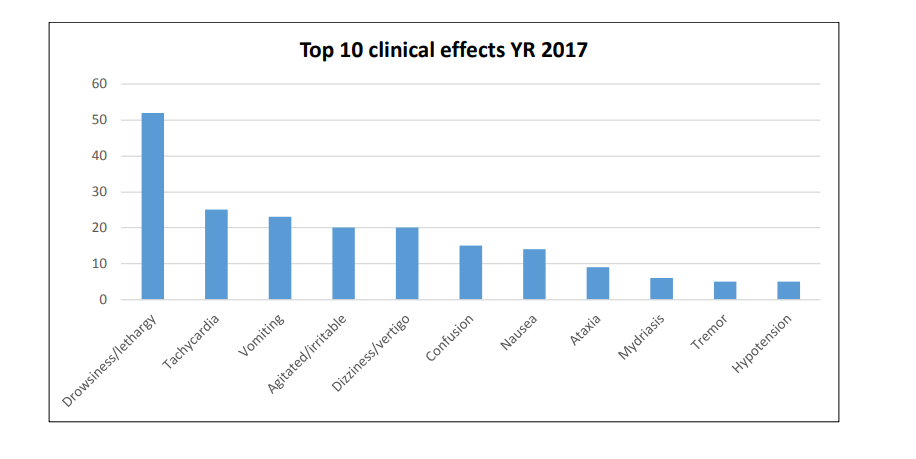 Top 10 clinical effects YR 2017
60
50
40
30
20
10
0
Drowsiness/lethargy
Tachycardia
Vomiting
Agitated/irritable
Dizziness/vertigo
Confusion
Nausea
Ataxia
Mydriasis
Tremor
Hypotension